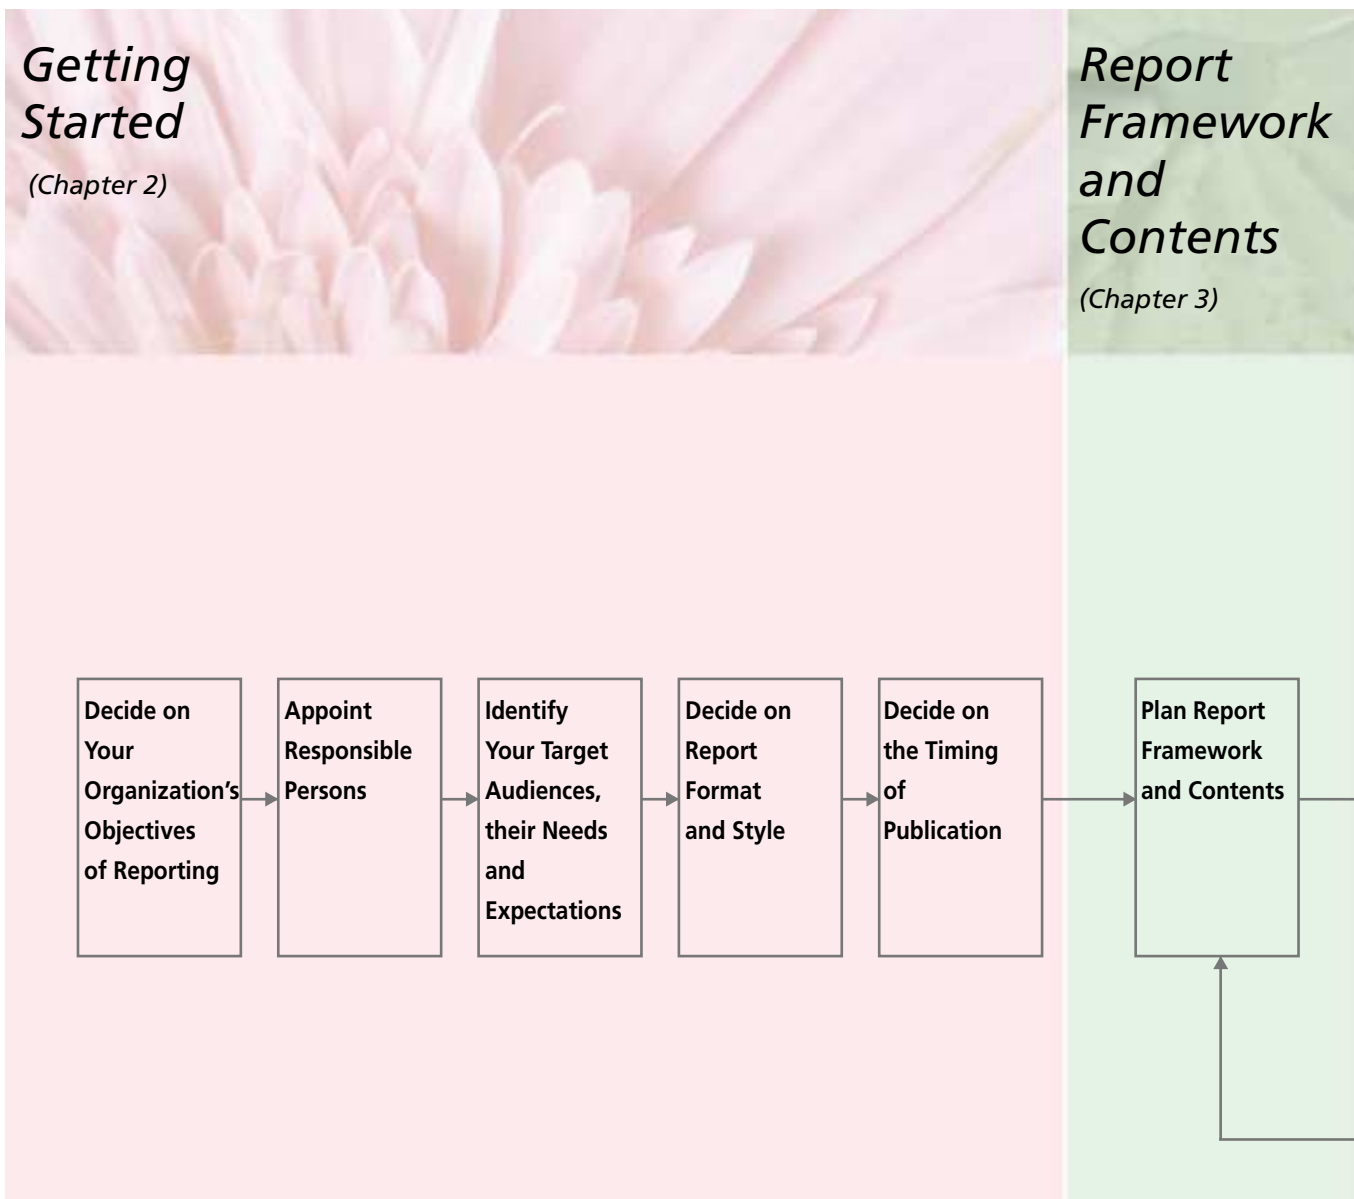 Getting
Started
(Chapter 2)
Report
Framework
and
Contents
(Chapter 3)
Decide on
Your
Organization's
Objectives
of Reporting
Appoint
Responsible
Persons
Identify
Your Target
Audiences,
their Needs
and
Expectations
Decide on
Report
Format
and Style
Decide on
the Timing
of
Publication
Plan Report
Framework
and Contents